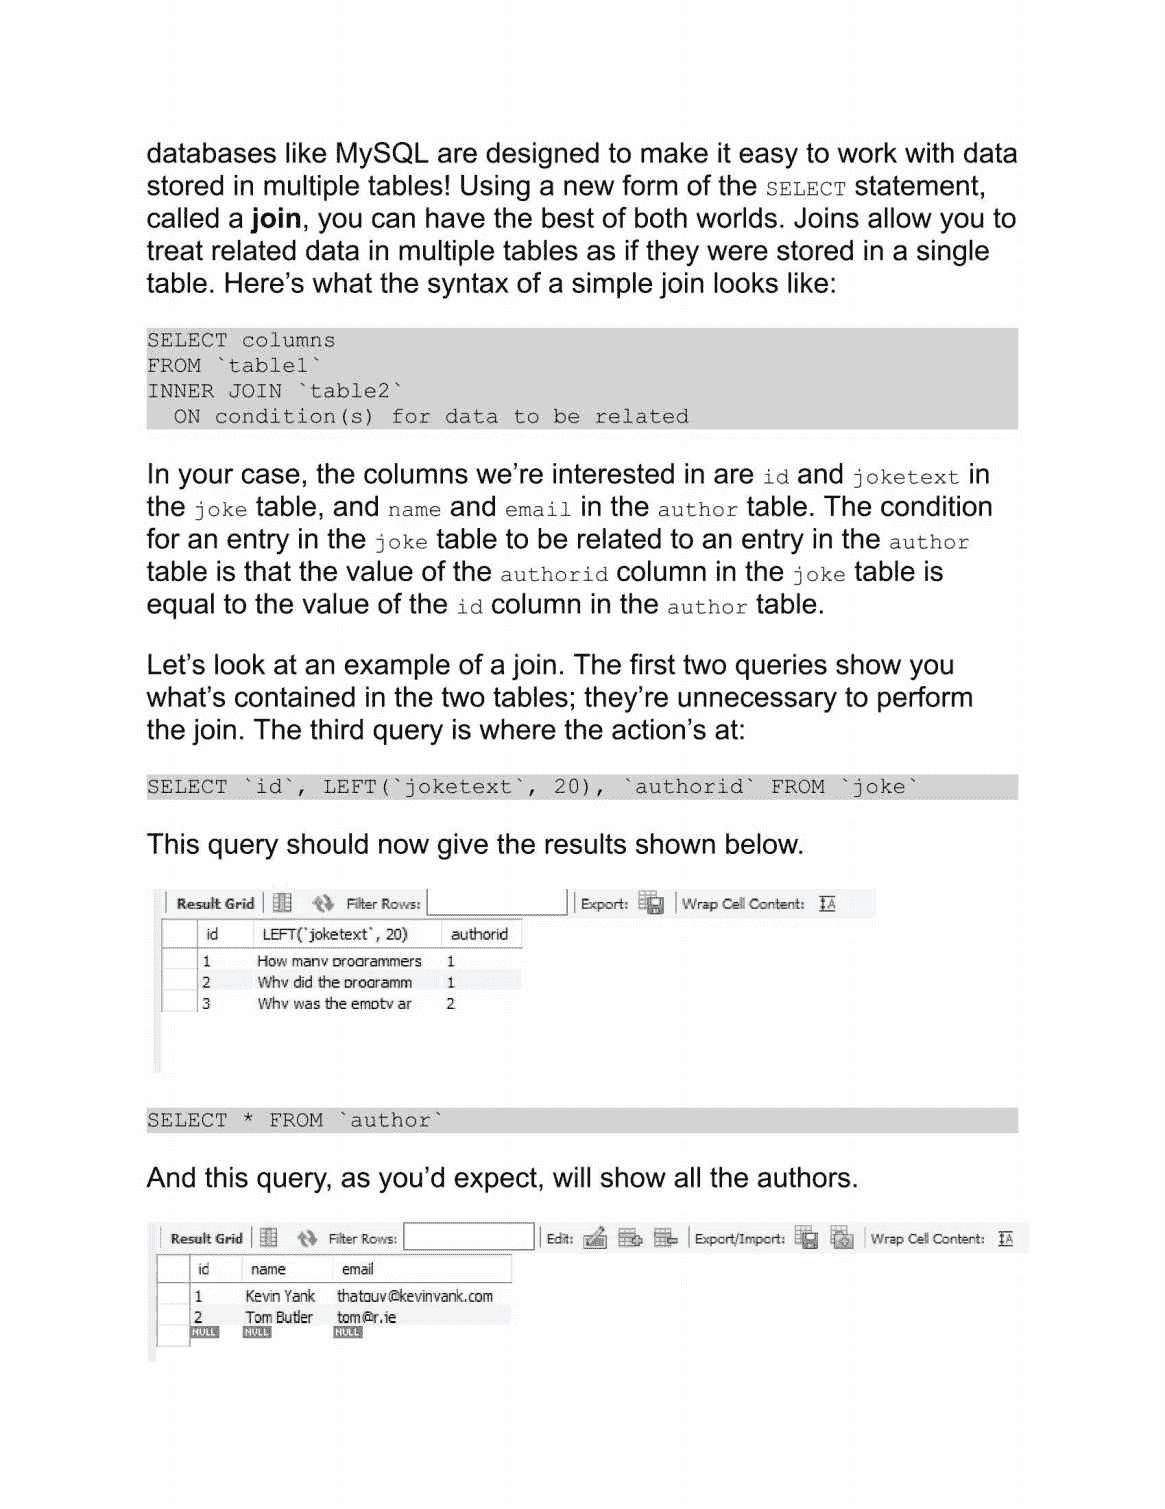 databases like MySQL are designed to make it easy to work with data
stored in multiple tables! Using a new form of the SELECT statement,
called a join, you can have the best of both worlds. Joins allow you to
treat related data in multiple tables as if they were stored in a single
table. Here’s what the syntax of a simple join looks like:
SELECT columns
FROM `table1`
INNER JOIN `table2`
ON condition(s) for data to be related
In your case, the columns we’re interested in are id and joketext in
the joke table, and name and email in the author table. The condition
for an entry in the joke table to be related to an entry in the author
table is that the value of the authorid column in the joke table is
equal to the value of the id column in the author table.
Let’s look at an example of a join. The first two queries show you
what’s contained in the two tables; they’re unnecessary to perform
the join. The third query is where the action’s at:
SELECT `id`, LEFT(`joketext`, 20), `authorid` FROM `joke`
This query should now give the results shown below.
Result Grid Filter Rows: Export: Wrap Cell Content: IA
id LEFT(`joketext`, 20) authorid
1 How many programmers 1
2 Why did the programm 1
3 Why was the empty ar 2
SELECT * FROM `author`
And this query, as you’d expect, will show all the authors.
Result Grid Filter Rows: Edit: Export/Import: Wrap Cell Content: IA
id name email
1 Kevin Yank thatguy@kevinyank.com
2 Tom Butler tom@r.je
NULL NULL NULL